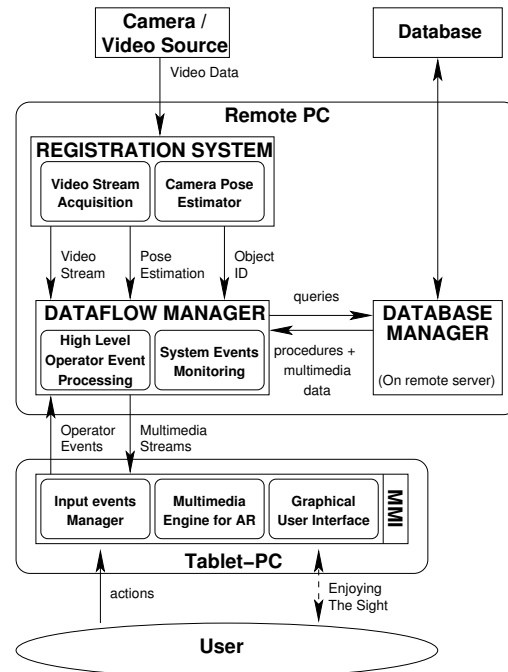 Camera /
Video Source
Database
Video Data
Remote PC
REGISTRATION SYSTEM
Video Stream
Acquisition
Camera Pose
Estimator
Video
Stream
Pose
Estimation
Object
ID
DATAFLOW MANAGER
High Level
Operator Event
Processing
System Events
Monitoring
queries
procedures +
multimedia
data
DATABASE
MANAGER
(On remote server)
Operator
Events
Multimedia
Streams
Input events
Manager
Multimedia
Engine for AR
Graphical
User Interface
MMI
Tablet–PC
actions
Enjoying
The Sight
User